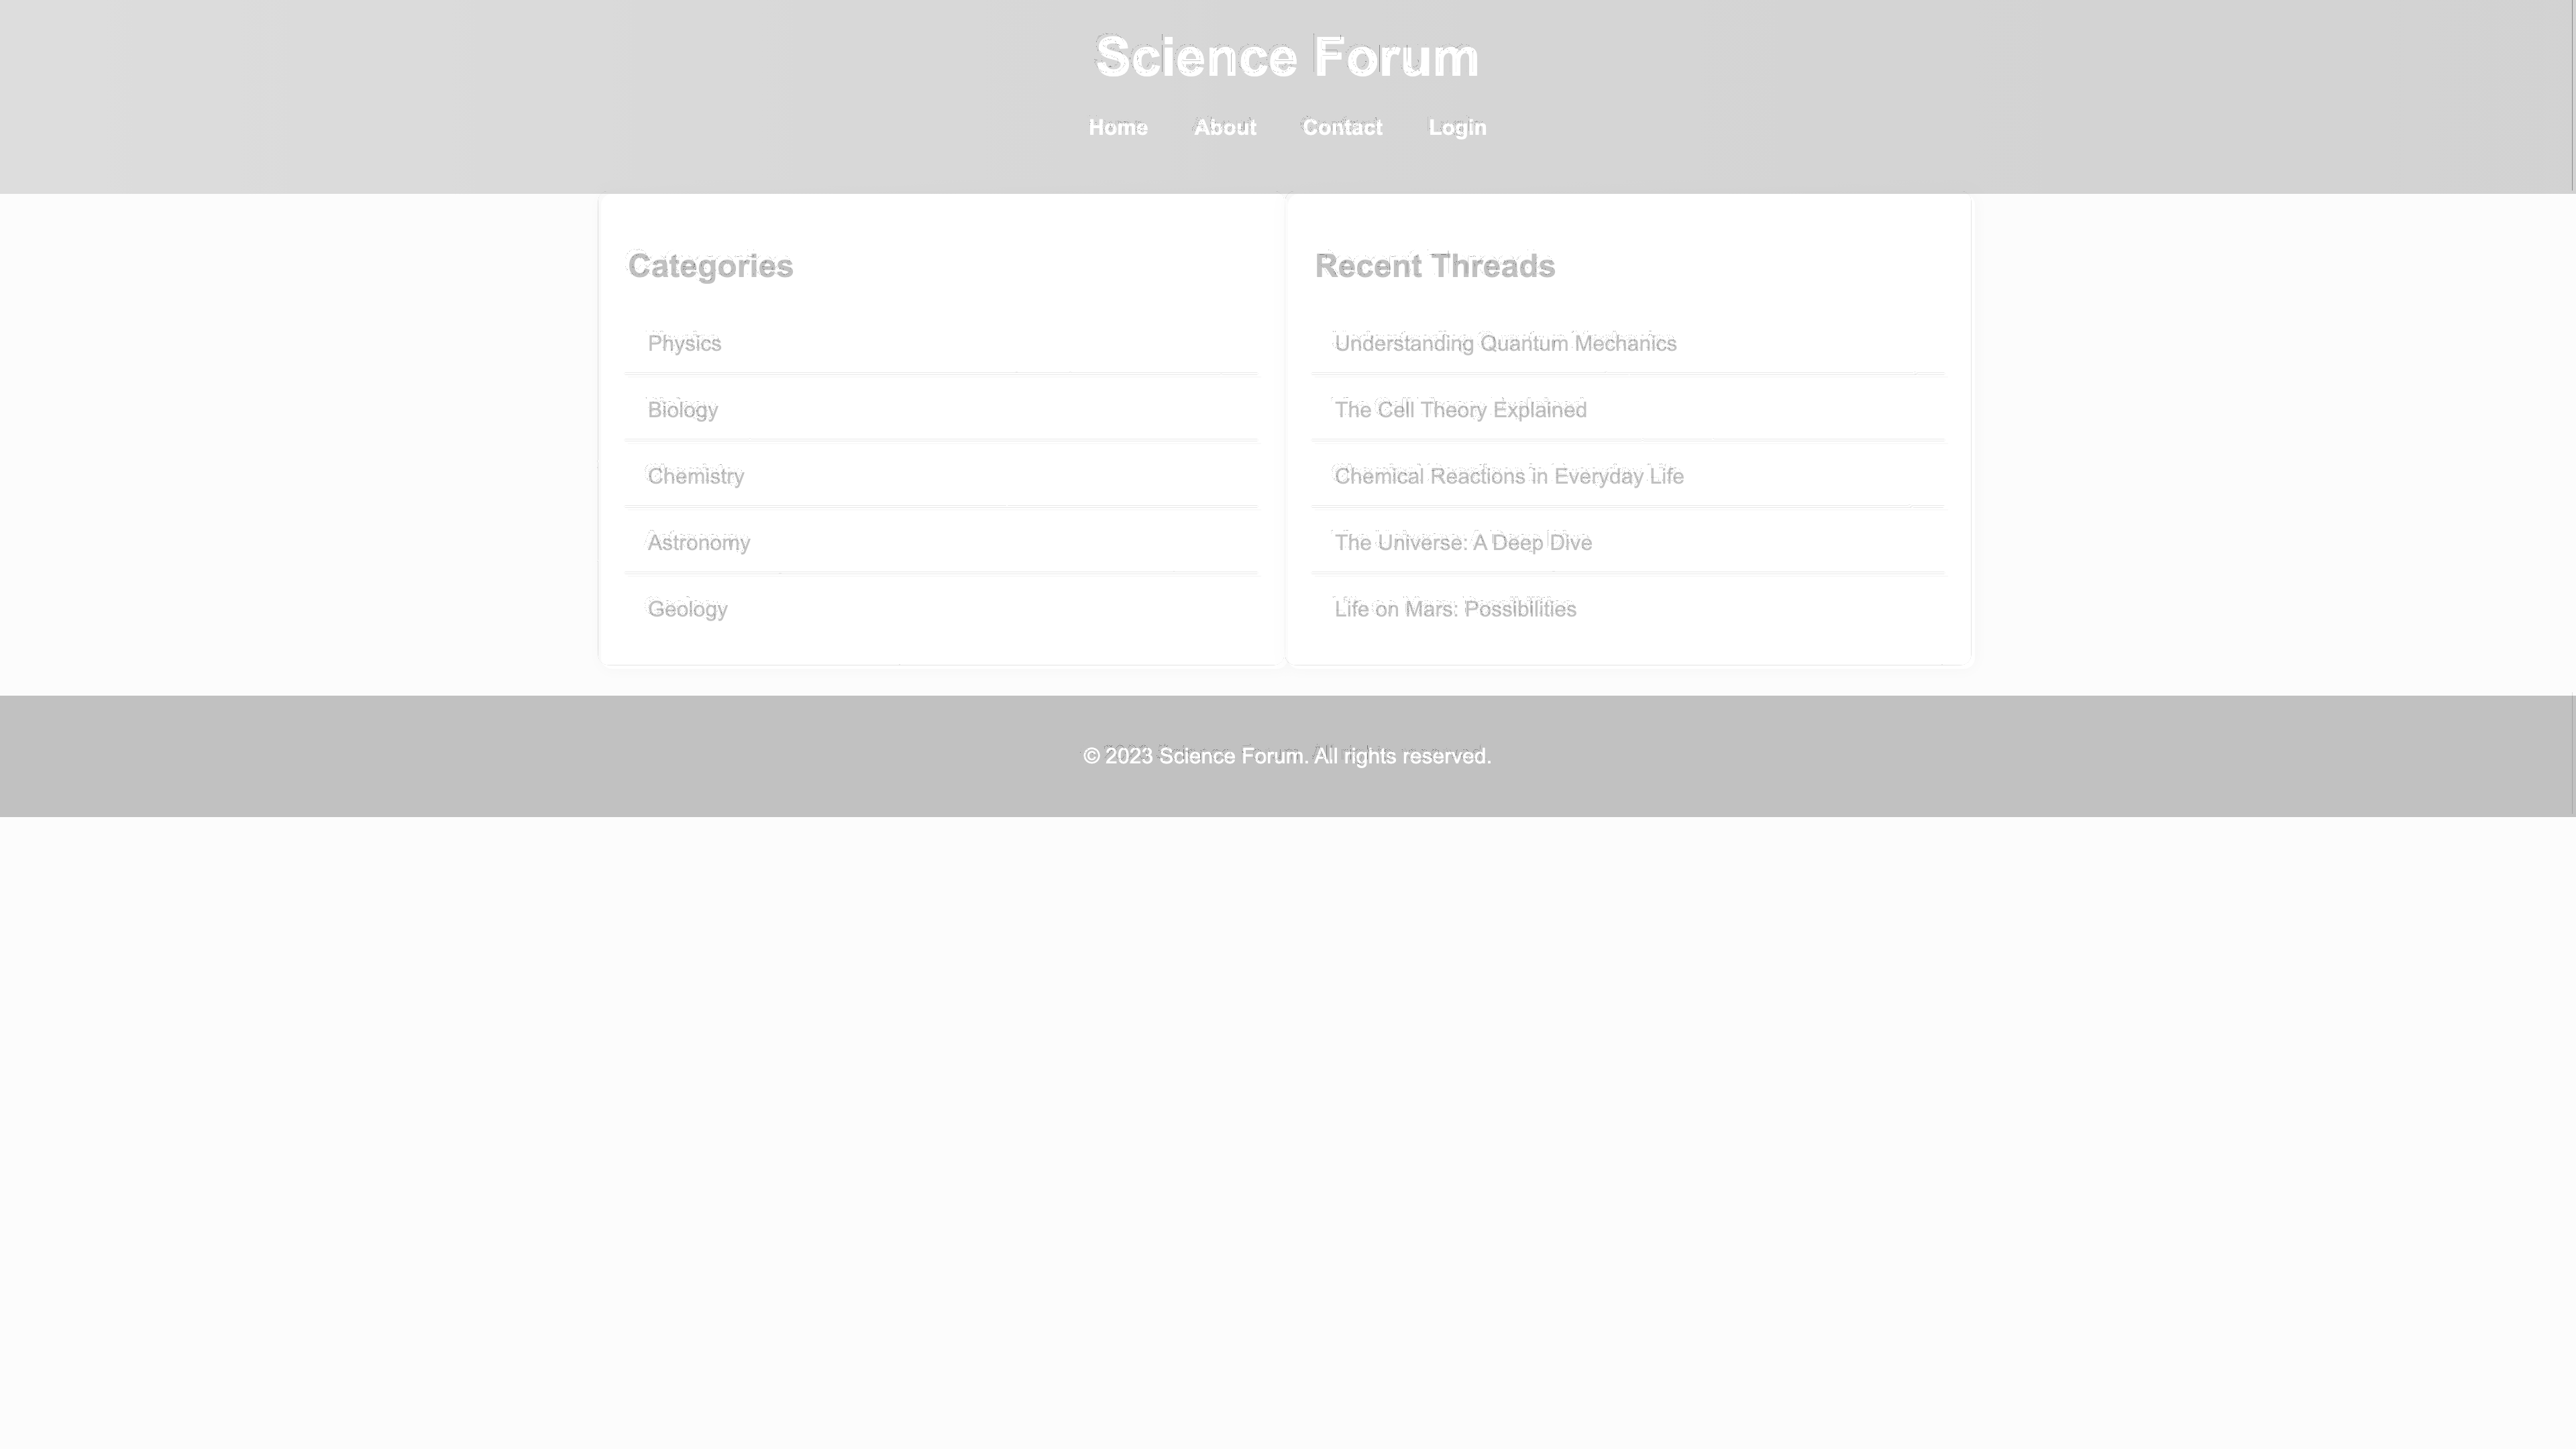 Science Forum
Home About Contact Login
Categories
Physics
Biology
Chemistry
Astronomy
Geology
Recent Threads
Understanding Quantum Mechanics
The Cell Theory Explained
Chemical Reactions in Everyday Life
The Universe: A Deep Dive
Life on Mars: Possibilities
© 2023 Science Forum. All rights reserved.